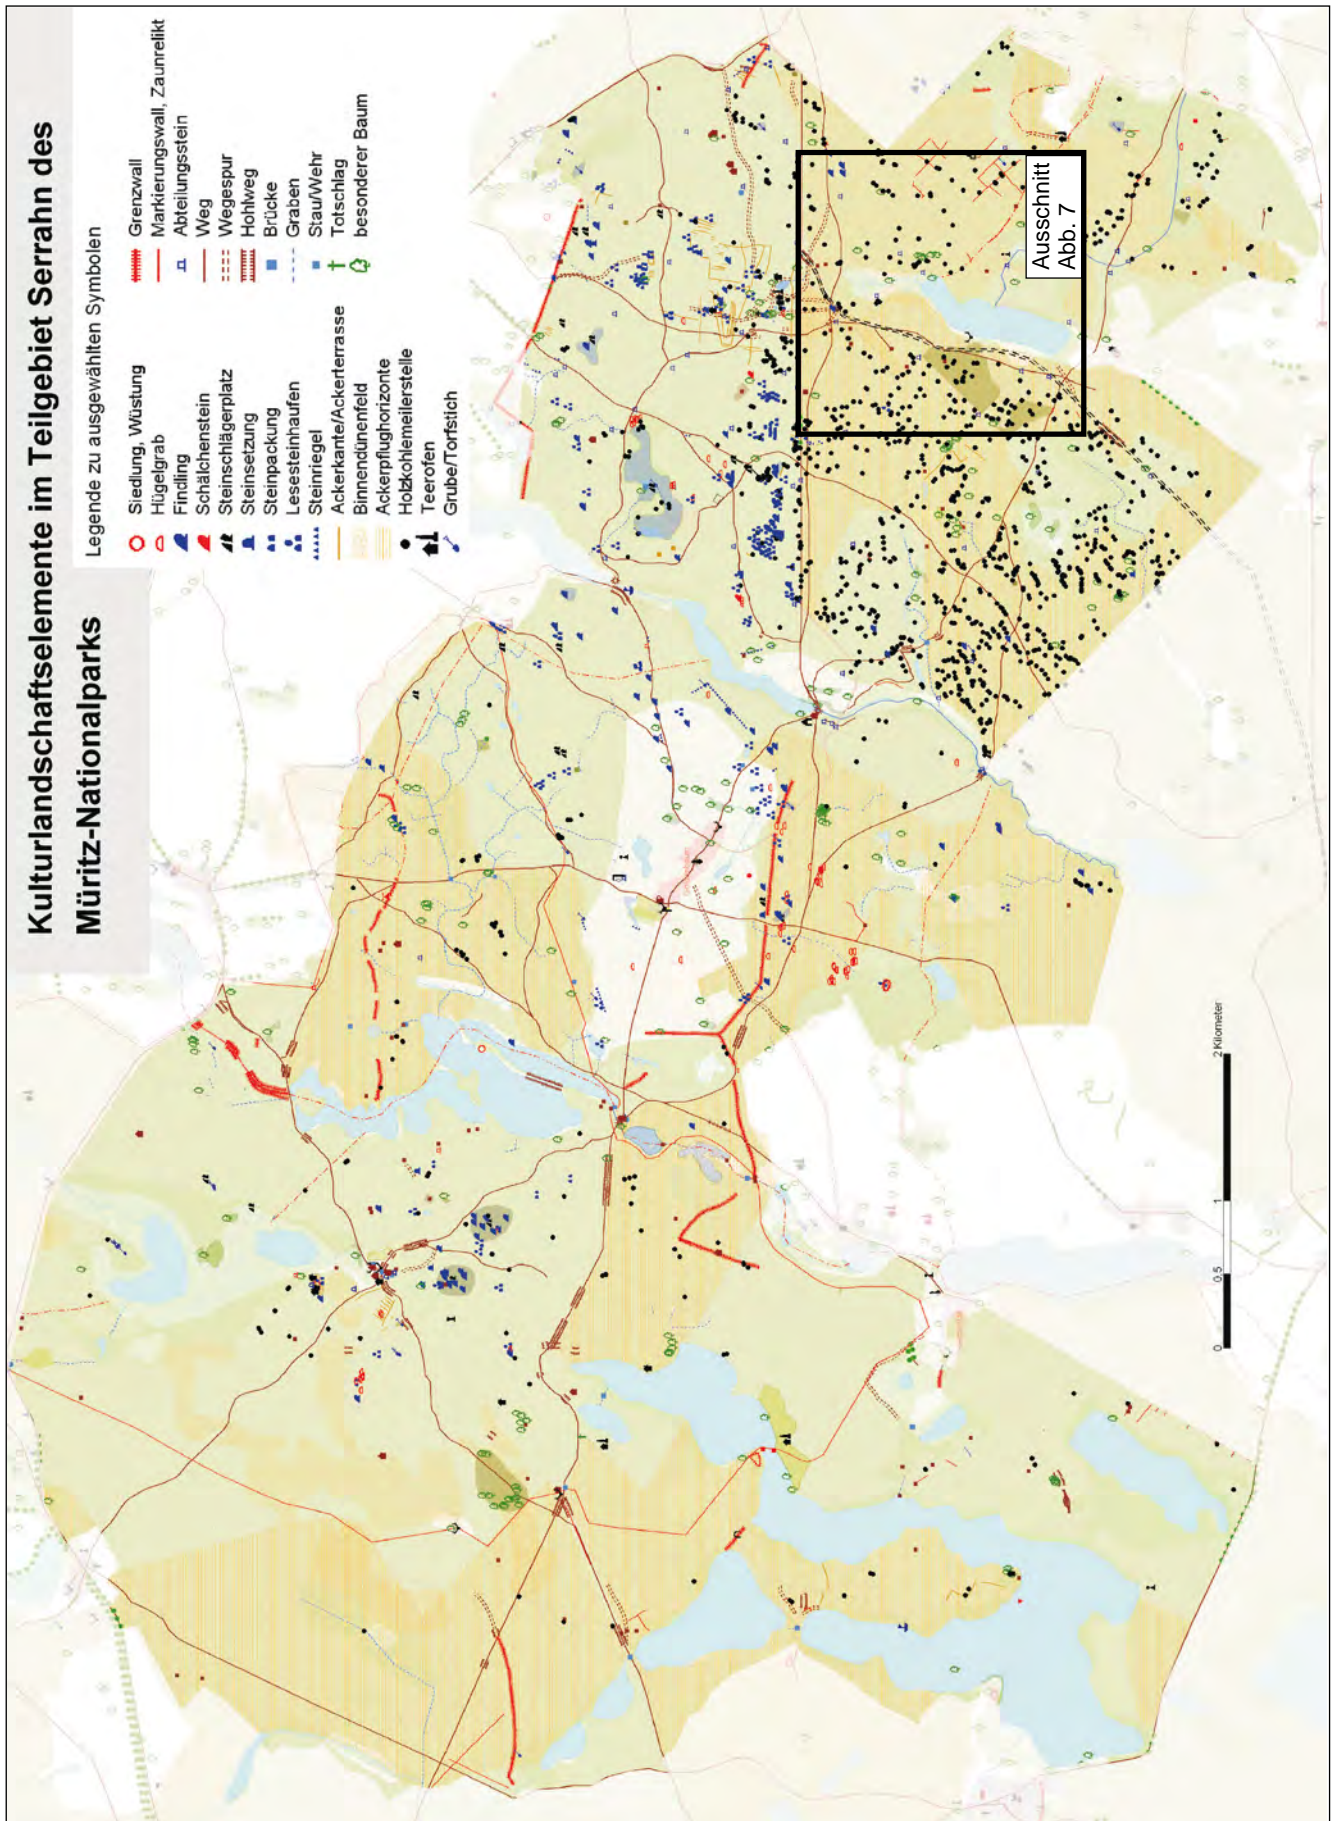 Kulturlandschaftselemente im Teilgebiet Serrahn des
Müritz-Nationalparks
Legende zu ausgewählten Symbolen
Siedlung, Wüstung
Hügelgrab
Findling
Schälchenstein
Steinschlägerplatz
Steinsetzung
Steinpackung
Lesesteinhaufen
Steinriegel
Ackerkante/Ackerterrasse
Binnendünenfeld
Ackerpflughorizonte
Holzkohlemeilerstelle
Teerofen
Grube/Torfstich
Grenzwall
Markierungswall, Zaunrelikt
Abteilungsstein
Weg
Wegespur
Hohlweg
Brücke
Graben
Stau/Wehr
Totschlag
besonderer Baum
Ausschnitt
Abb. 7
0 0.5 1 2 Kilometer